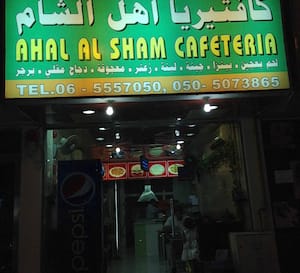 كافتيريا أهل الشام
AHAL AL SHAM CAFETERIA
TEL.06 - 5557050, 050- 5073865
pepsi